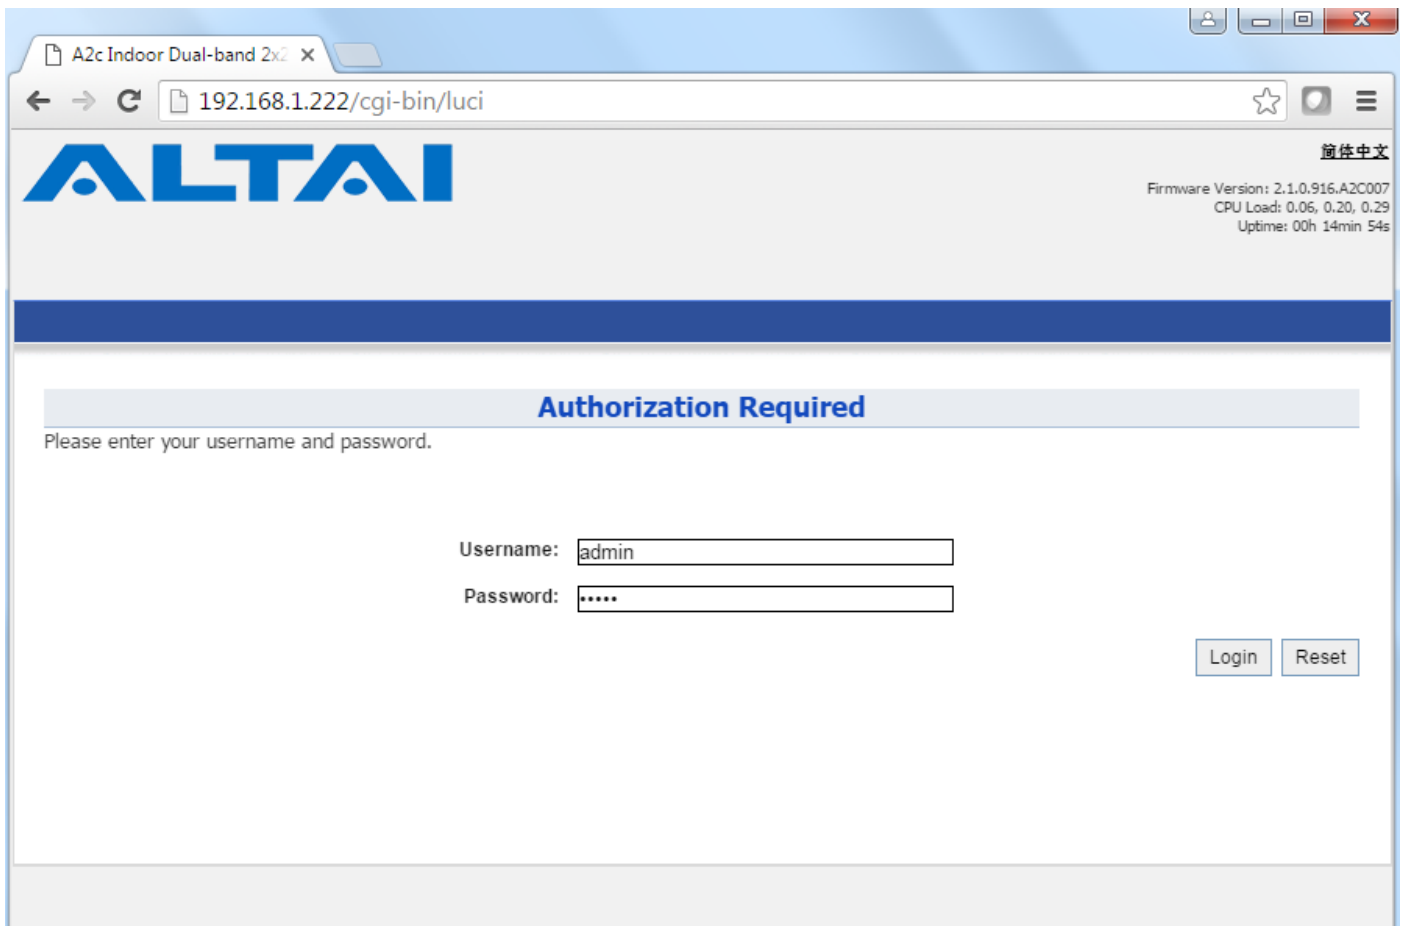 A2c Indoor Dual-band 2x2
192.168.1.222/cgi-bin/luci
ALTAI
简体中文
Firmware Version: 2.1.0.916.A2C007
CPU Load: 0.06, 0.20, 0.29
Uptime: 00h 14min 54s
Authorization Required
Please enter your username and password.
Username: admin
Password: •••••
Login Reset